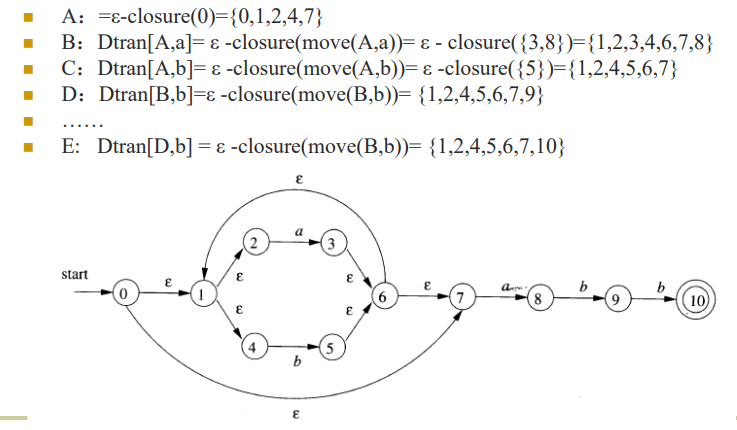 A： =ε-closure(0)={0,1,2,4,7}
B： Dtran[A,a]= ε -closure(move(A,a))= ε - closure({3,8})={1,2,3,4,6,7,8}
C： Dtran[A,b]= ε -closure(move(A,b))= ε -closure({5})={1,2,4,5,6,7}
D： Dtran[B,b]=ε -closure(move(B,b))= {1,2,4,5,6,7,9}
……
E: Dtran[D,b] = ε -closure(move(B,b))= {1,2,4,5,6,7,10}
ε
2 a 3
start ε ε ε ε a b b
0 1 6 7 8 9 10
ε ε
4 b 5
ε